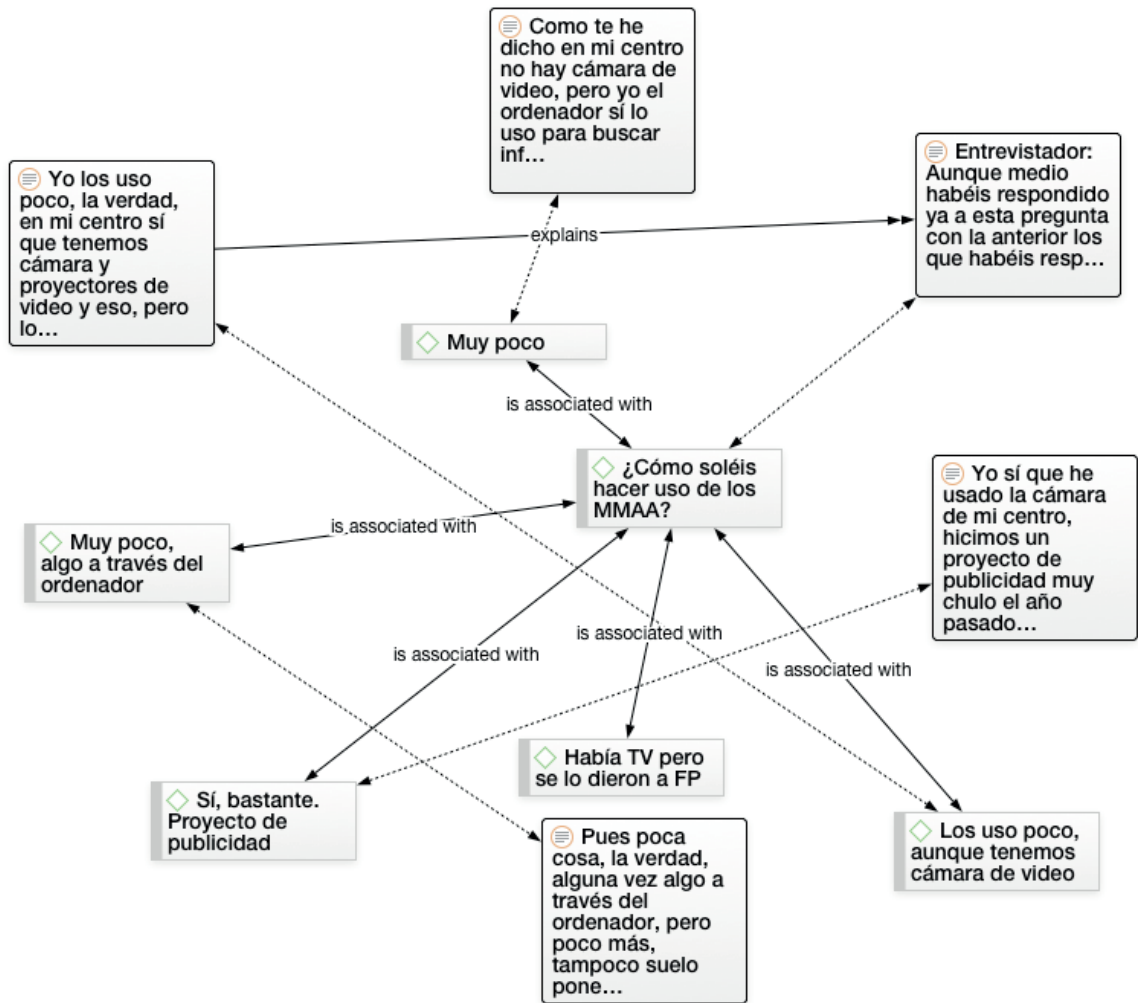 Como te he
dicho en mi centro
no hay cámara de
video, pero yo el
ordenador sí lo
uso para buscar
inf...
Entrevistador:
Aunque medio
habéis respondido
ya a esta pregunta
con la anterior los
que habéis resp...
Yo los uso
poco, la verdad,
en mi centro sí
que tenemos
cámara y
proyectores de
video y eso, pero
lo...
explains
Muy poco
is associated with
¿Cómo soléis
hacer uso de los
MMAA?
Yo sí que he
usado la cámara
de mi centro,
hicimos un
proyecto de
publicidad muy
chulo el año
pasado...
is associated with
Muy poco,
algo a través del
ordenador
is associated with
is associated with
is associated with
Había TV pero
se lo dieron a FP
Sí, bastante.
Proyecto de
publicidad
Los uso poco,
aunque tenemos
cámara de video
Pues poca
cosa, la verdad,
alguna vez algo a
través del
ordenador, pero
poco más,
tampoco suelo
pone...